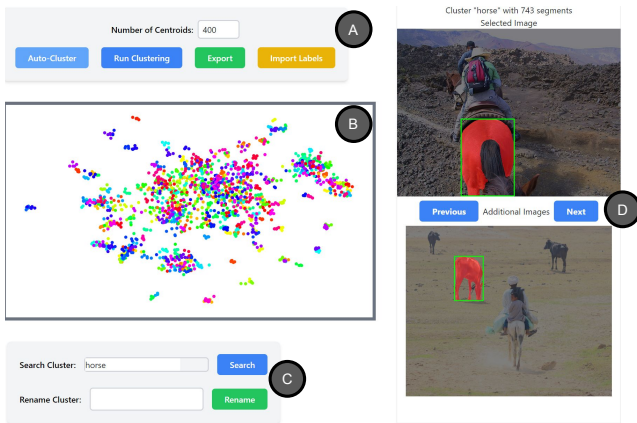 Number of Centroids: 400
A
Auto-Cluster Run Clustering Export Import Labels
B
Search Cluster: horse Search
C
Rename Cluster: Rename
Cluster "horse" with 743 segments
Selected Image
Previous Additional Images Next
D